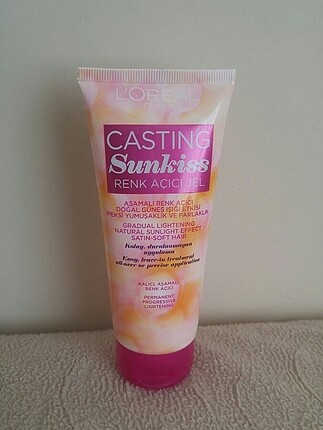 L'ORÉAL
CASTING
Sunkiss
RENK AÇICI JEL
AŞAMALI RENK AÇICI
DOĞAL GÜNEŞ IŞIĞI ETKİSİ
İPEKSİ YUMUŞAKLIK VE PARLAKLIK
GRADUAL LIGHTENING
NATURAL SUNLIGHT EFFECT
SATIN-SOFT HAIR
Kolay, durulanmayan
uygulama
Easy, leave-in treatment
all-over or precise application
KALICI, AŞAMALI
RENK AÇICI
PERMANENT
PROGRESSIVE
LIGHTENING